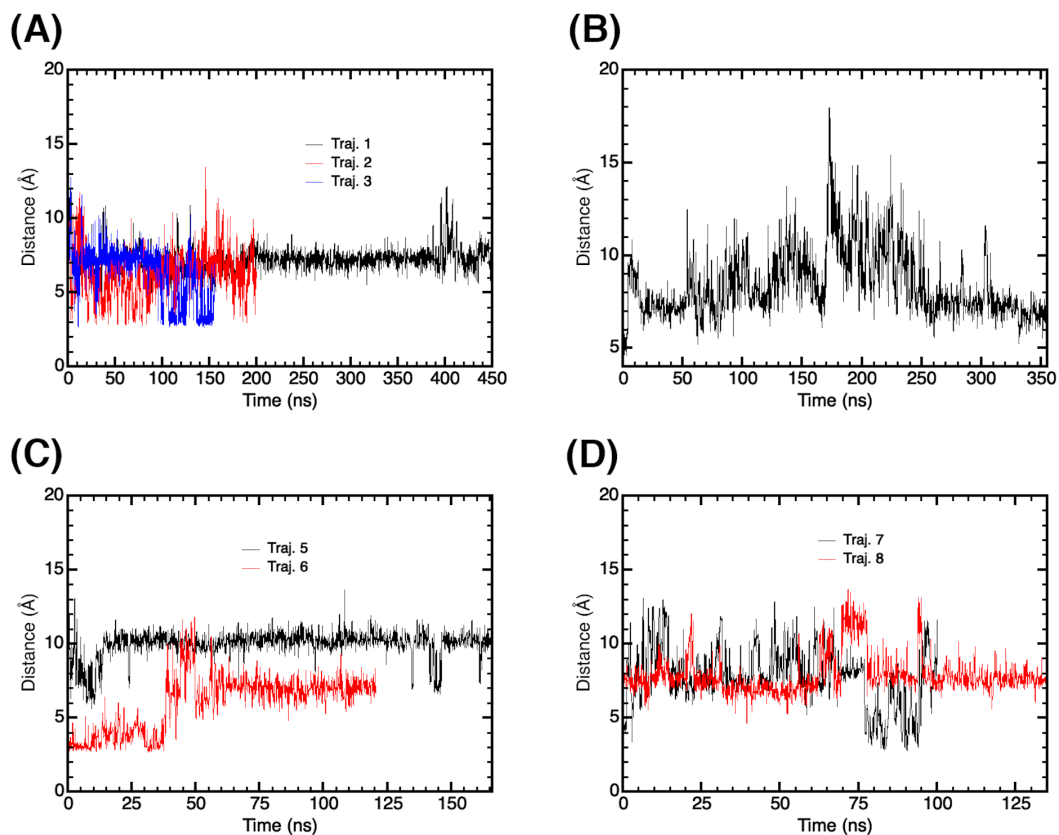 (A)
20
15
10
5
0
Distance (Å)
Traj. 1
Traj. 2
Traj. 3
0 50 100 150 200 250 300 350 400 450
Time (ns)
(B)
20
15
10
5
Distance (Å)
0 50 100 150 200 250 300 350
Time (ns)
(C)
20
15
10
5
0
Distance (Å)
Traj. 5
Traj. 6
0 25 50 75 100 125 150
Time (ns)
(D)
20
15
10
5
0
Distance (Å)
Traj. 7
Traj. 8
0 25 50 75 100 125
Time (ns)